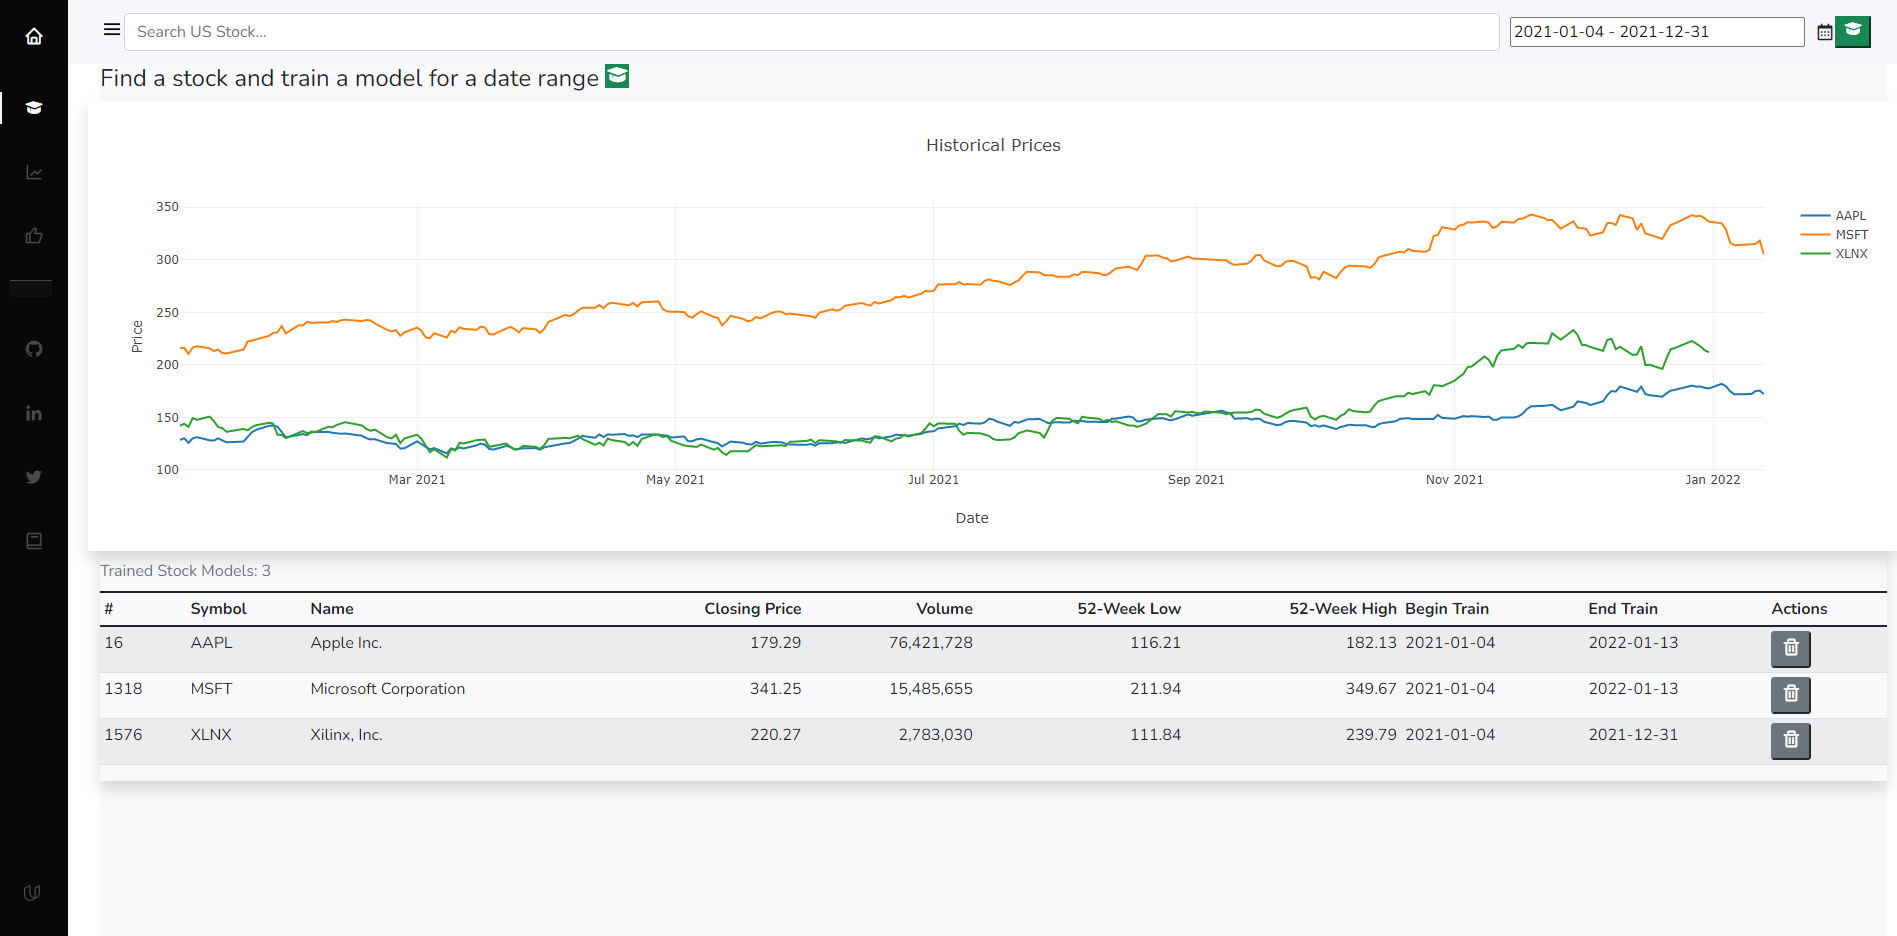 Search US Stock...
2021-01-04 - 2021-12-31
Find a stock and train a model for a date range
Historical Prices
350
300
250
200
150
100
Price
Mar 2021 May 2021 Jul 2021 Sep 2021 Nov 2021 Jan 2022
Date
AAPL
MSFT
XLNX
Trained Stock Models: 3
# Symbol Name Closing Price Volume 52-Week Low 52-Week High Begin Train End Train Actions
16 AAPL Apple Inc. 179.29 76,421,728 116.21 182.13 2021-01-04 2022-01-13
1318 MSFT Microsoft Corporation 341.25 15,485,655 211.94 349.67 2021-01-04 2022-01-13
1576 XLNX Xilinx, Inc. 220.27 2,783,030 111.84 239.79 2021-01-04 2021-12-31